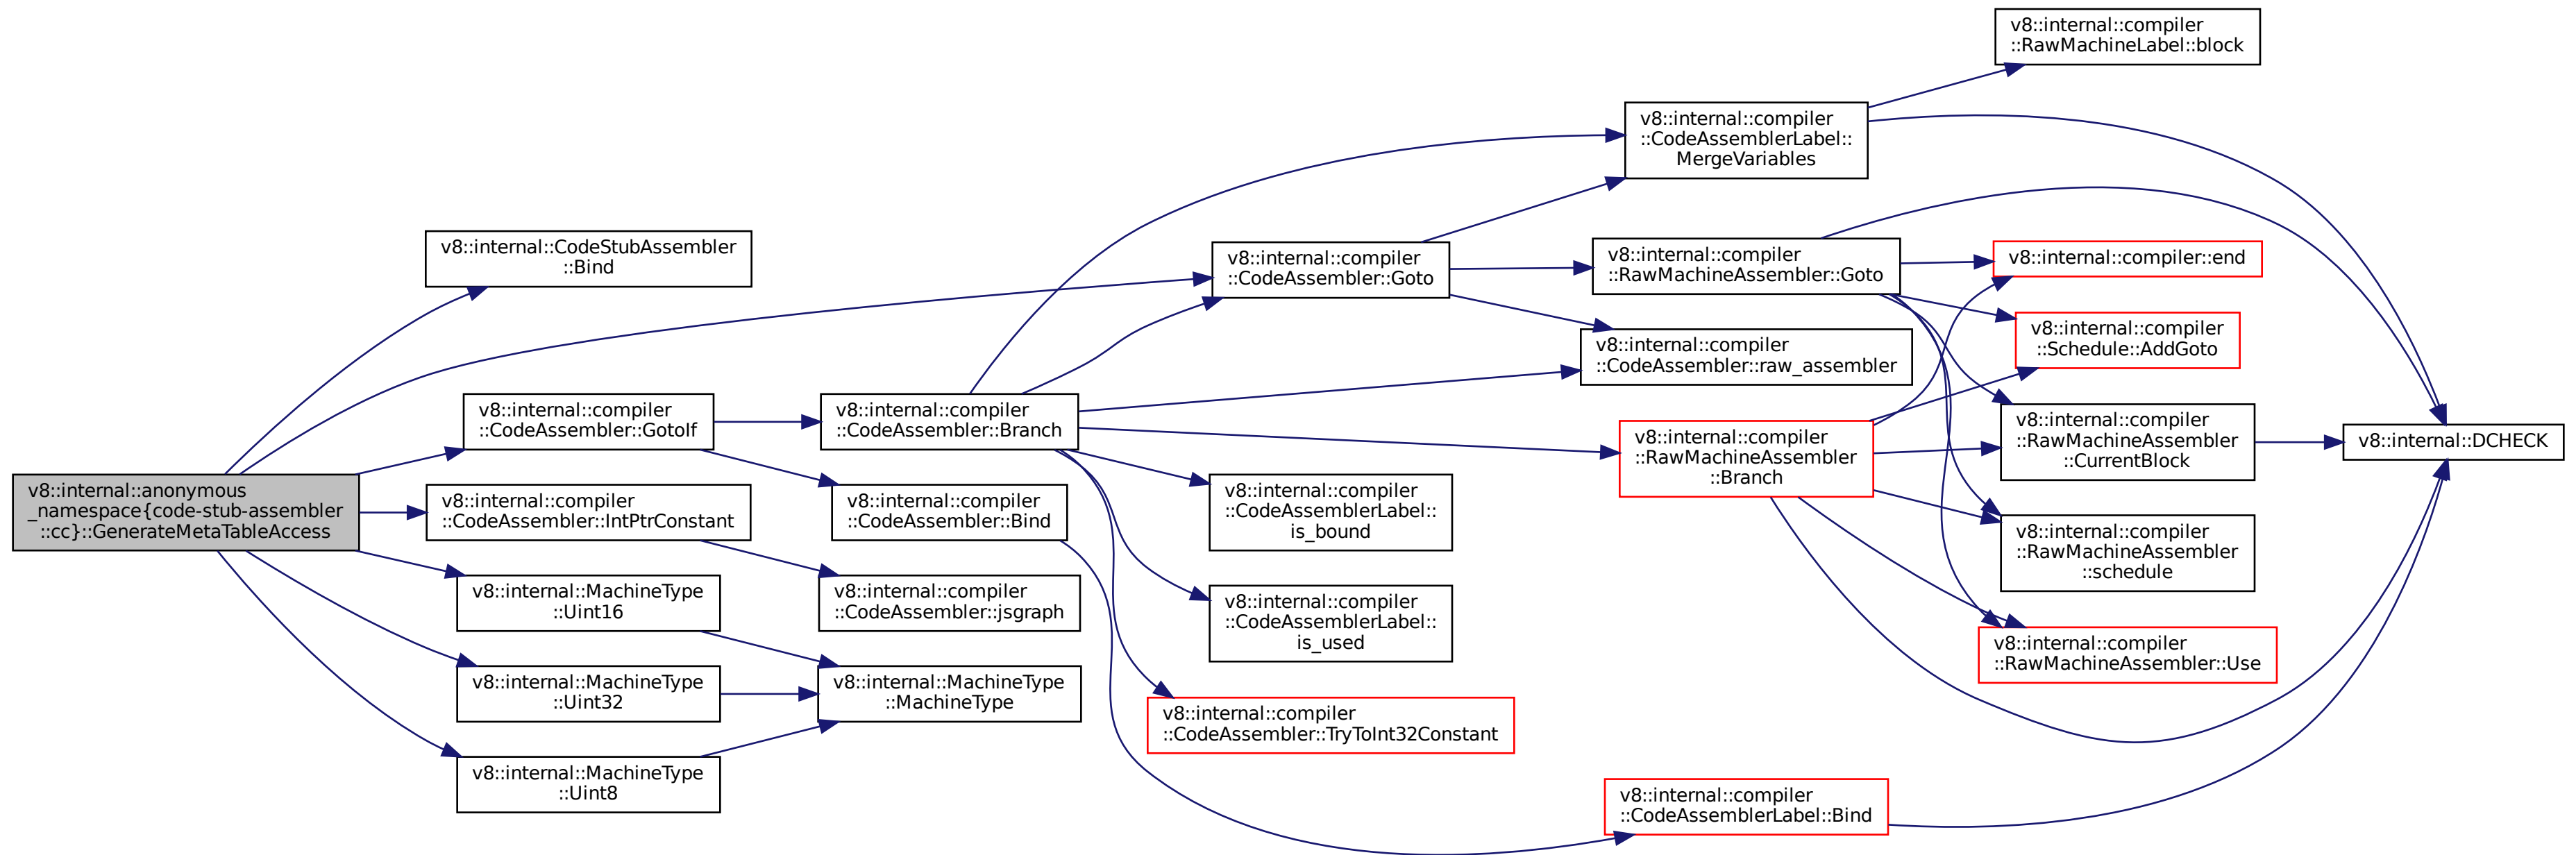 v8::internal::anonymous
_namespace{code-stub-assembler
::cc}::GenerateMetaTableAccess
v8::internal::CodeStubAssembler
::Bind
v8::internal::compiler
::CodeAssembler::GotoIf
v8::internal::compiler
::CodeAssembler::IntPtrConstant
v8::internal::MachineType
::Uint16
v8::internal::MachineType
::Uint32
v8::internal::MachineType
::Uint8
v8::internal::compiler
::CodeAssembler::Branch
v8::internal::compiler
::CodeAssembler::Bind
v8::internal::compiler
::CodeAssembler::jsgraph
v8::internal::MachineType
::MachineType
v8::internal::compiler
::CodeAssembler::Goto
v8::internal::compiler
::CodeAssemblerLabel::
is_bound
v8::internal::compiler
::CodeAssemblerLabel::
is_used
v8::internal::compiler
::CodeAssembler::TryToInt32Constant
v8::internal::compiler
::CodeAssemblerLabel::
MergeVariables
v8::internal::compiler
::RawMachineAssembler::Goto
v8::internal::compiler
::CodeAssembler::raw_assembler
v8::internal::compiler
::RawMachineAssembler
::Branch
v8::internal::compiler
::CodeAssemblerLabel::Bind
v8::internal::compiler
::RawMachineLabel::block
v8::internal::compiler::end
v8::internal::compiler
::Schedule::AddGoto
v8::internal::compiler
::RawMachineAssembler
::CurrentBlock
v8::internal::compiler
::RawMachineAssembler
::schedule
v8::internal::compiler
::RawMachineAssembler::Use
v8::internal::DCHECK